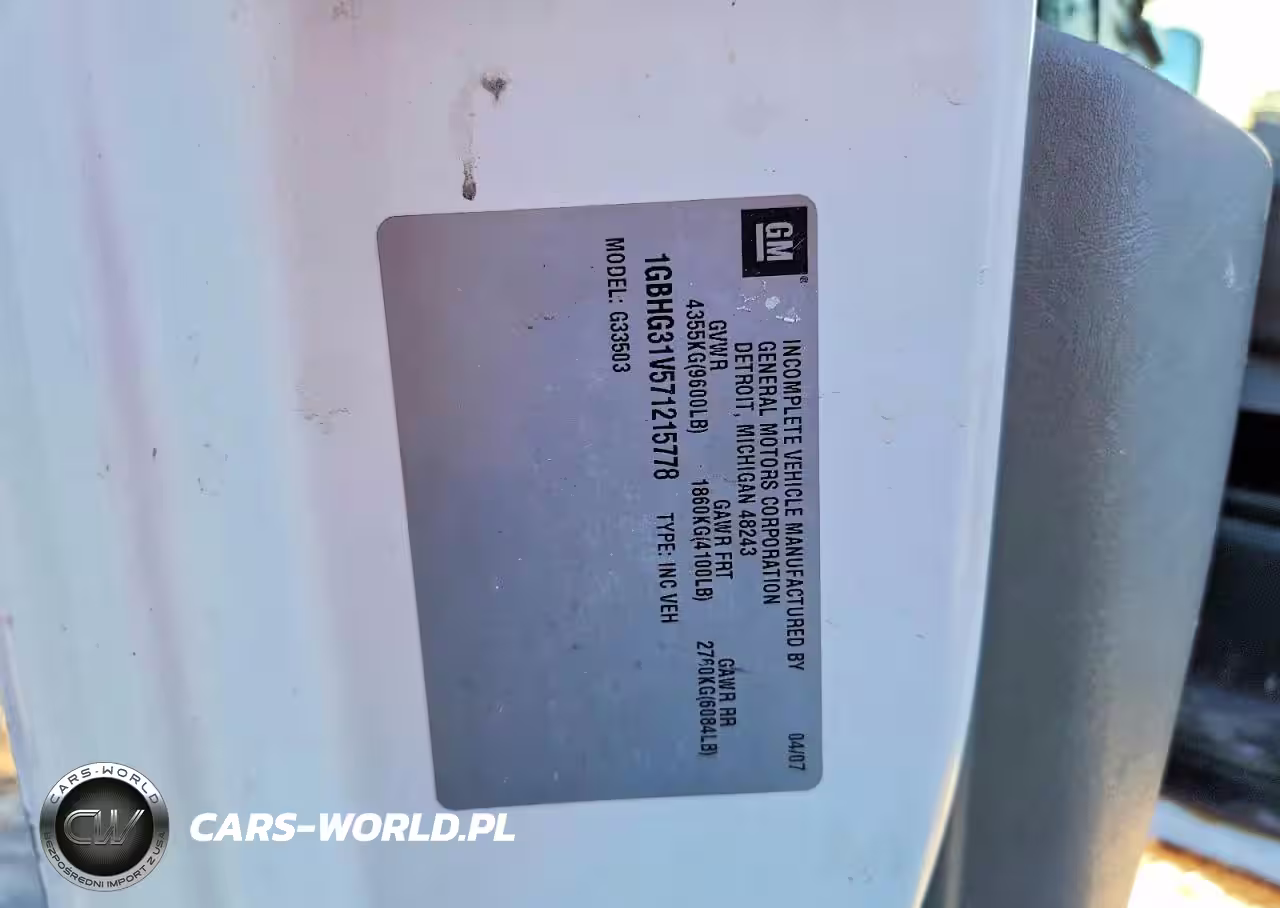 GM
INCOMPLETE VEHICLE MANUFACTURED BY 04/07
GENERAL MOTORS CORPORATION
DETROIT, MICHIGAN 48243
GVWR GAWR FRT GAWR RR
4355KG(9600LB) 1860KG(4100LB) 2760KG(6084LB)
1GBHG31V571215778 TYPE: INC VEH
MODEL: G33503
CARS-WORLD
CW
BEZPOŚREDNI IMPORT Z USA
CARS-WORLD.PL